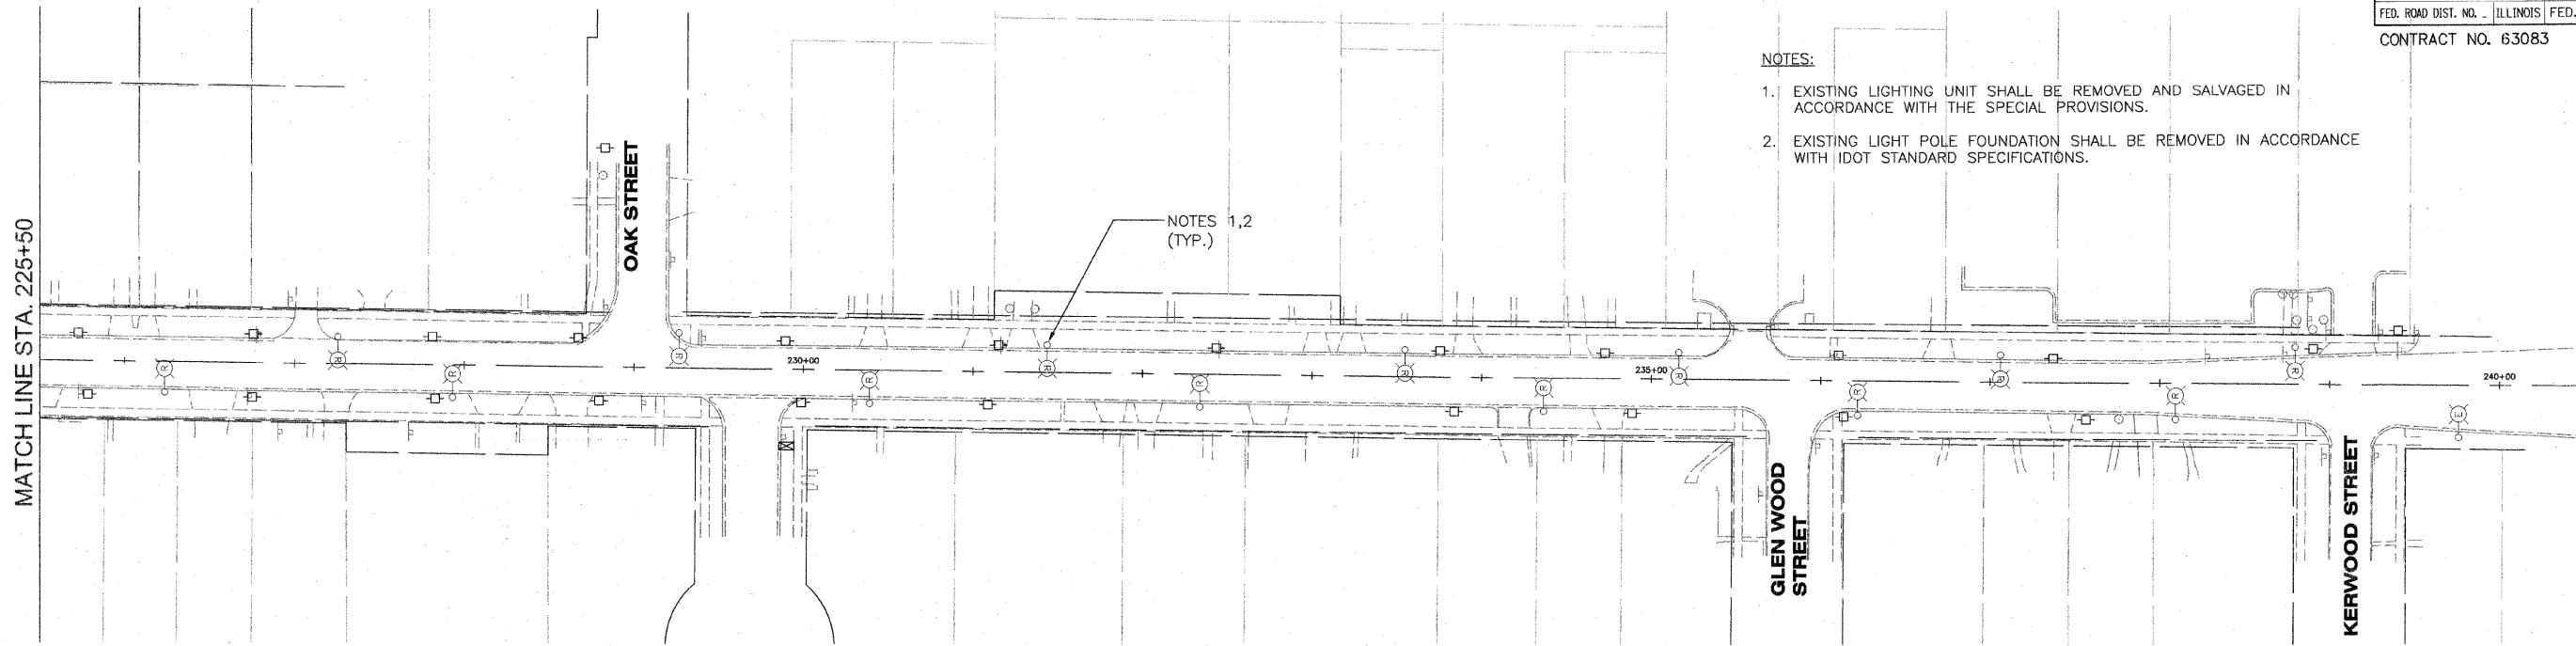 FED. ROAD DIST. NO. _ ILLINOIS FED.
CONTRACT NO. 63083
NOTES:
1. EXISTING LIGHTING UNIT SHALL BE REMOVED AND SALVAGED IN
ACCORDANCE WITH THE SPECIAL PROVISIONS.
2. EXISTING LIGHT POLE FOUNDATION SHALL BE REMOVED IN ACCORDANCE
WITH IDOT STANDARD SPECIFICATIONS.
MATCH LINE STA. 225+50
OAK STREET
NOTES 1,2
(TYP.)
230+00
235+00
240+00
R
R
R
R
R
R
R
R
R
R
R
R
R
R
E
GLEN WOOD
STREET
KERWOOD STREET